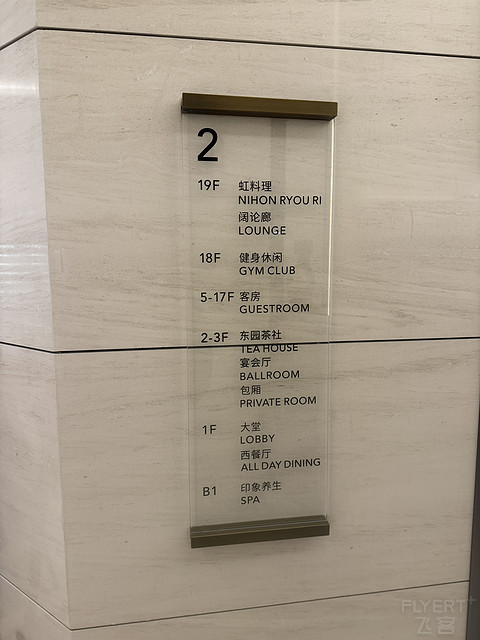 2
19F 虹料理
NIHON RYOU RI
阔论廊
LOUNGE
18F 健身休闲
GYM CLUB
5-17F 客房
GUESTROOM
2-3F 东园茶社
TEA HOUSE
宴会厅
BALLROOM
包厢
PRIVATE ROOM
1F 大堂
LOBBY
西餐厅
ALL DAY DINING
B1 印象养生
SPA
FLYERT+
飞客